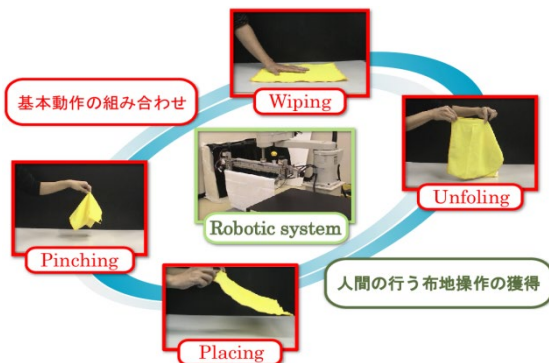 Wiping
基本動作の組み合わせ
Unfoling
Robotic system
Pinching
人間の行う布地操作の獲得
Placing